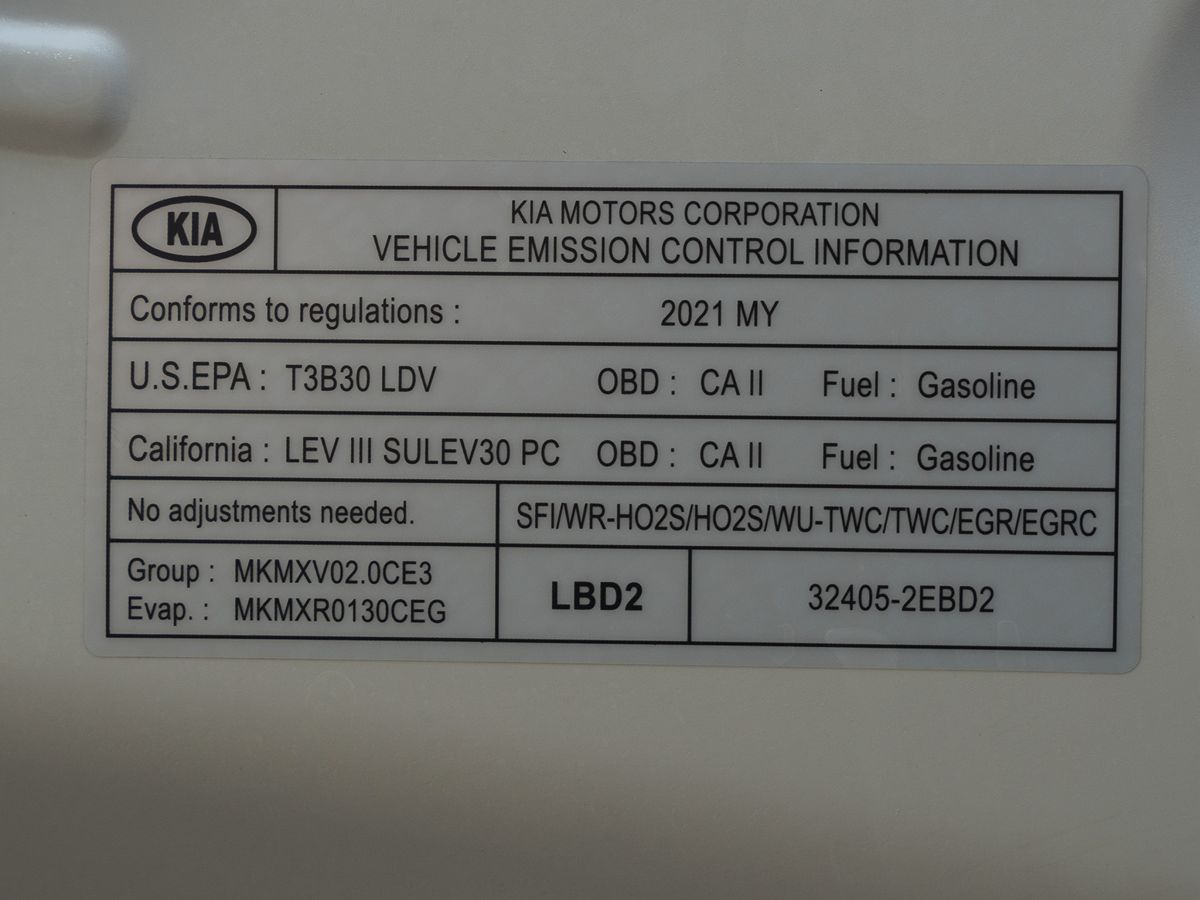 KIA
KIA MOTORS CORPORATION
VEHICLE EMISSION CONTROL INFORMATION
Conforms to regulations : 2021 MY
U.S.EPA : T3B30 LDV OBD : CA II Fuel : Gasoline
California : LEV III SULEV30 PC OBD : CA II Fuel : Gasoline
No adjustments needed. SFI/WR-HO2S/HO2S/WU-TWC/TWC/EGR/EGRC
Group : MKMXV02.0CE3
Evap. : MKMXR0130CEG
LBD2
32405-2EBD2